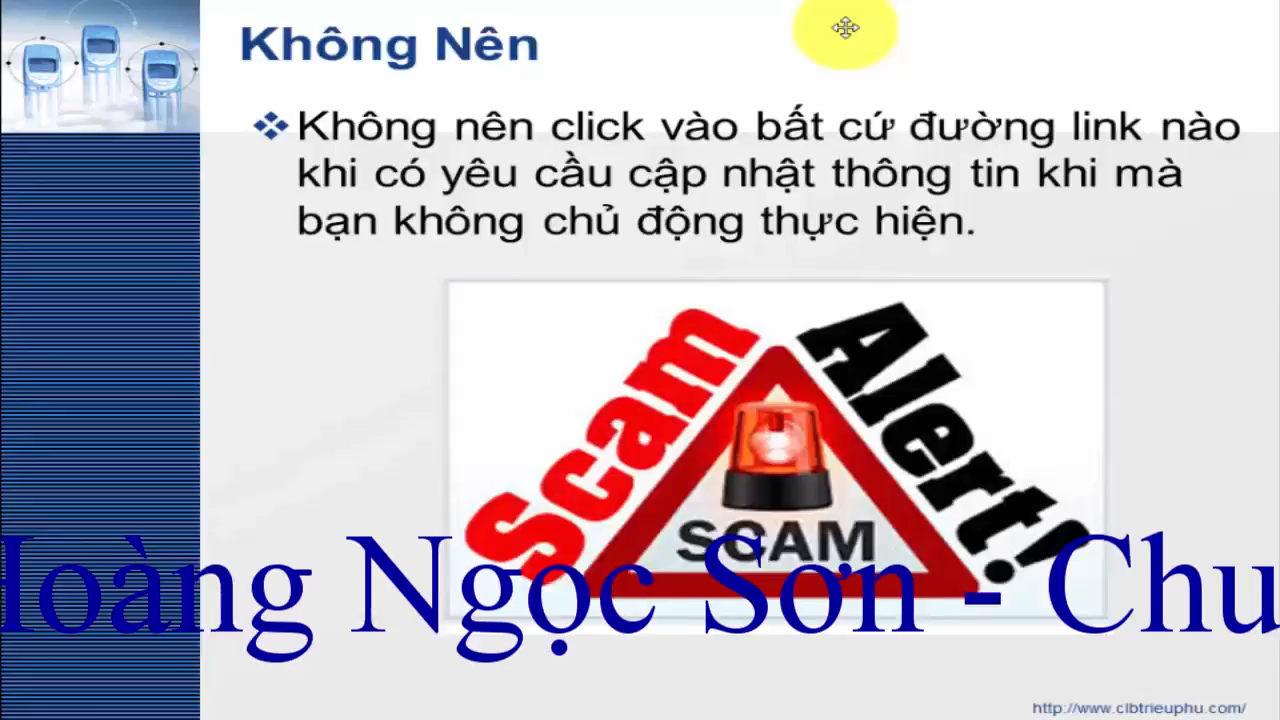 Không Nên
Không nên click vào bất cứ đường link nào
khi có yêu cầu cập nhật thông tin khi mà
bạn không chủ động thực hiện.
Scam Alert!
SCAM
Hoàng Ngọc Sơn - Chu
http://www.clbtrieuphu.com/